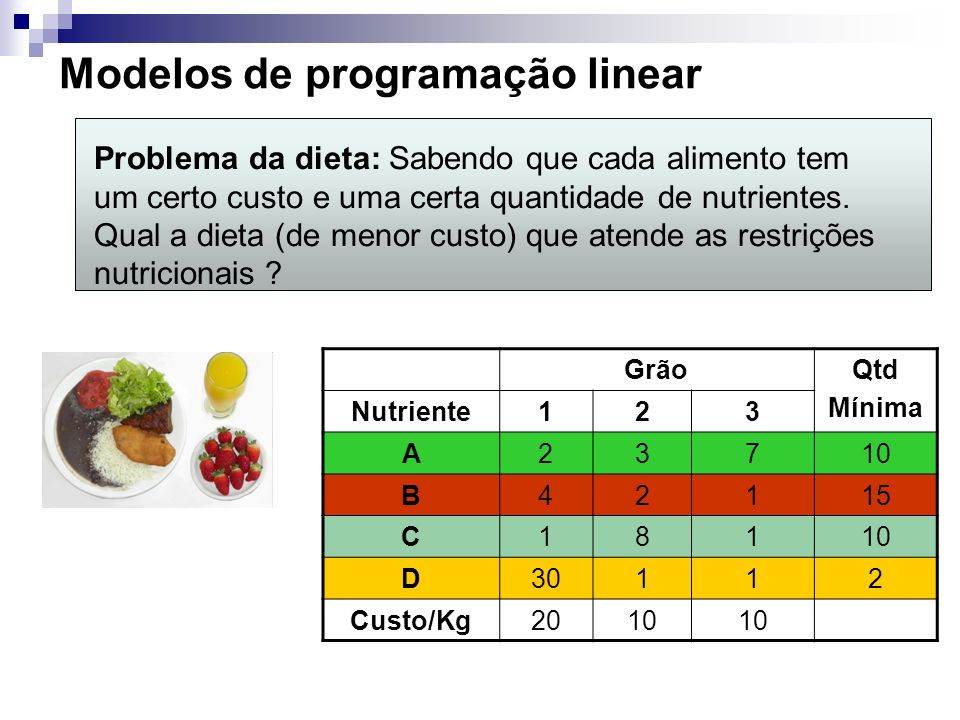 Modelos de programação linear
Problema da dieta: Sabendo que cada alimento tem
um certo custo e uma certa quantidade de nutrientes.
Qual a dieta (de menor custo) que atende as restrições
nutricionais ?
Grão Qtd
Nutriente 1 2 3 Mínima
A 2 3 7 10
B 4 2 1 15
C 1 8 1 10
D 30 1 1 2
Custo/Kg 20 10 10